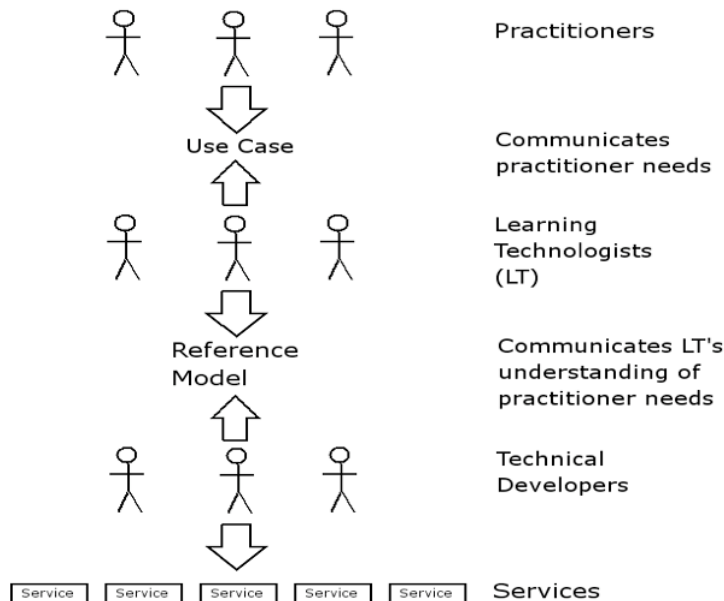 Practitioners
Use Case
Communicates
practitioner needs
Learning
Technologists
(LT)
Reference
Model
Communicates LT's
understanding of
practitioner needs
Technical
Developers
Service Service Service Service Service Services